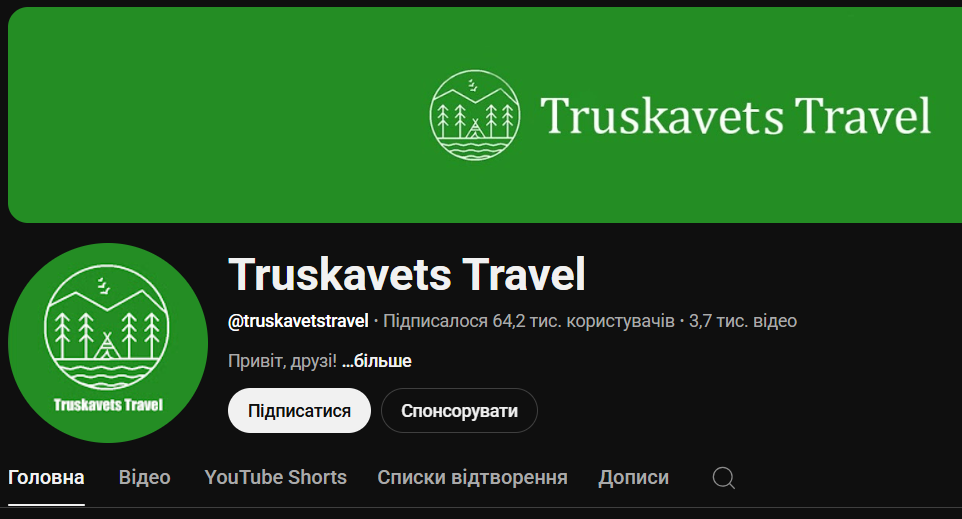 Truskavets Travel
Truskavets Travel
Truskavets Travel
@truskavetstravel · Підписалося 64,2 тис. користувачів · 3,7 тис. відео
Привіт, друзі! ...більше
Підписатися Спонсорувати
Головна Відео YouTube Shorts Списки відтворення Дописи